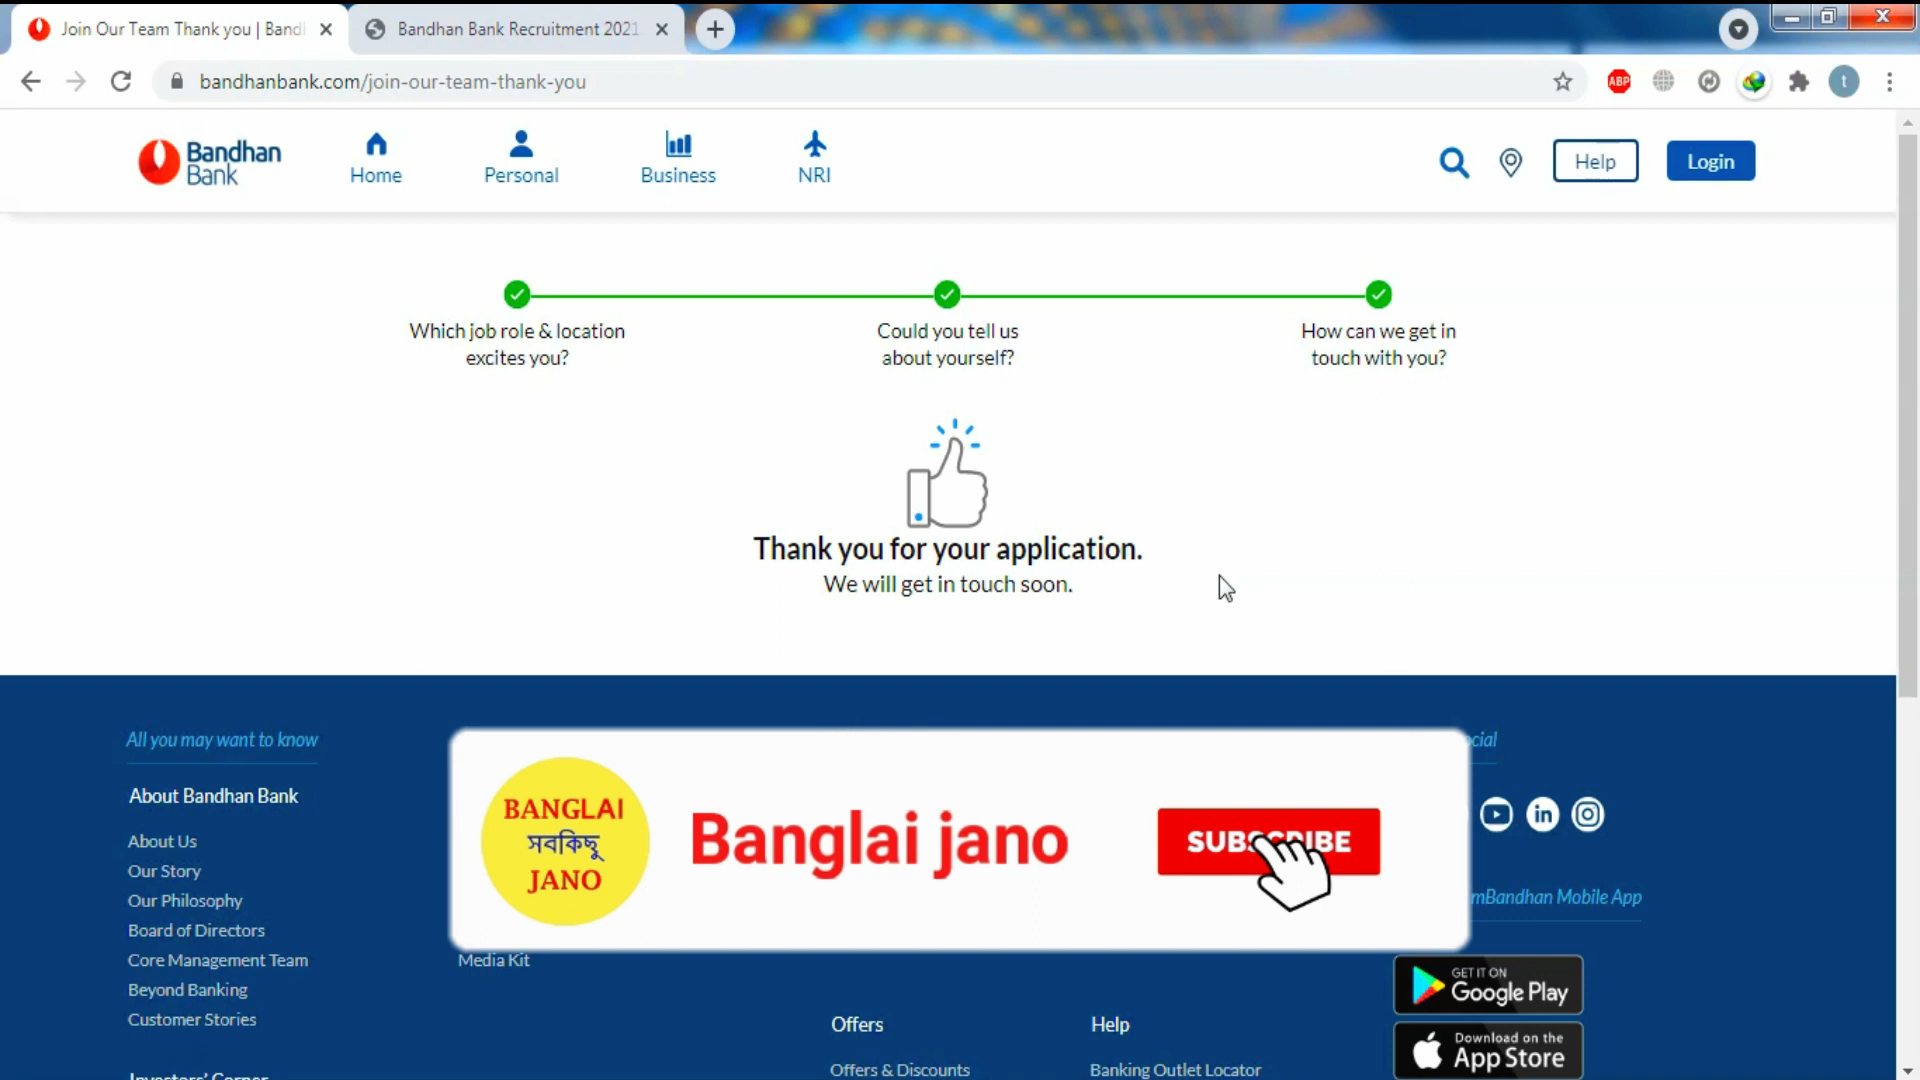 Join Our Team Thank you | Band
Bandhan Bank Recruitment 2021
bandhanbank.com/join-our-team-thank-you
ABP
t
Bandhan
Bank
Home
Personal
Business
NRI
Help
Login
Which job role & location
excites you?
Could you tell us
about yourself?
How can we get in
touch with you?
Thank you for your application.
We will get in touch soon.
All you may want to know
cial
About Bandhan Bank
About Us
Our Story
Our Philosophy
Board of Directors
Core Management Team
Beyond Banking
Customer Stories
Investors' Corner
BANGLAI
সবকিছু
JANO
Banglai jano
SUBSCRIBE
in
mBandhan Mobile App
Media Kit
GET IT ON
Google Play
Download on the
App Store
Offers
Offers & Discounts
Help
Banking Outlet Locator